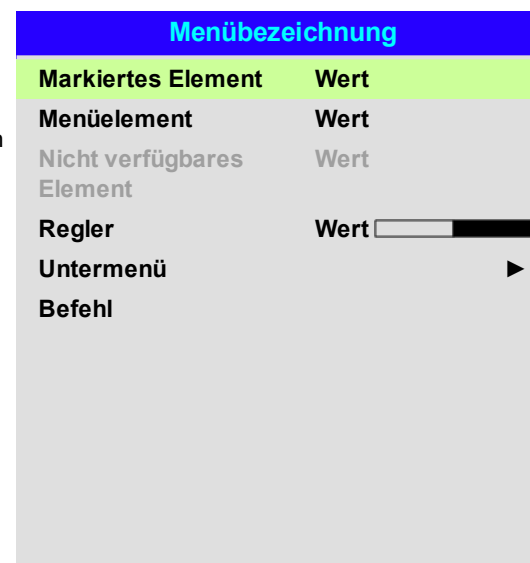 Menübezeichnung
Markiertes Element Wert
Menüelement Wert
Nicht verfügbares Wert
Element
Regler Wert
Untermenü
Befehl